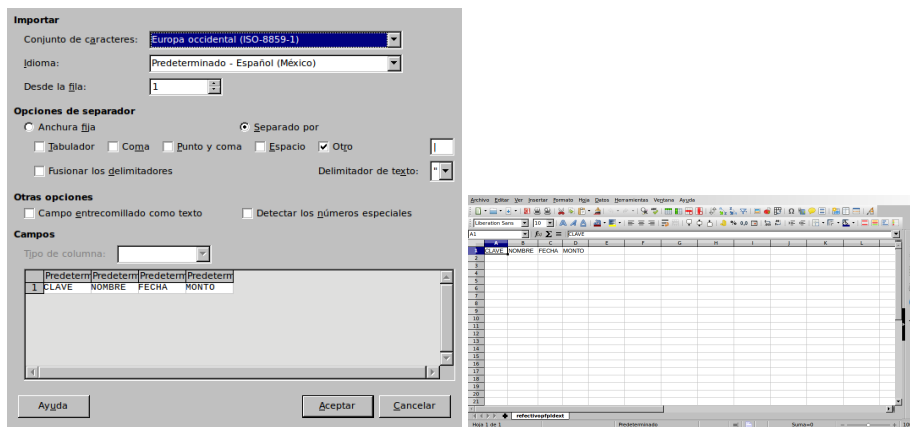 Importar
Conjunto de caracteres: Europa occidental (ISO-8859-1)
Idioma: Predeterminado - Español (México)
Desde la fila: 1
Opciones de separador
Anchura fija Separado por
Tabulador Coma Punto y coma Espacio Otro |
Fusionar los delimitadores Delimitador de texto: "
Otras opciones
Campo entrecomillado como texto Detectar los números especiales
Campos
Tipo de columna:
Predeterm Predeterm Predeterm Predeterm
1 CLAVE NOMBRE FECHA MONTO
Ayuda Aceptar Cancelar
Archivo Editar Ver Insertar Formato Hoja Datos Herramientas Ventana Ayuda
Liberation Sans 10
A1 CLAVE
A B C D E F G H I J K L
1 CLAVE NOMBRE FECHA MONTO
2
3
4
5
6
7
8
9
10
11
12
13
14
15
16
17
18
19
20
21
refectivopfpldext
Hoja 1 de 1 Predeterminado Suma=0 100